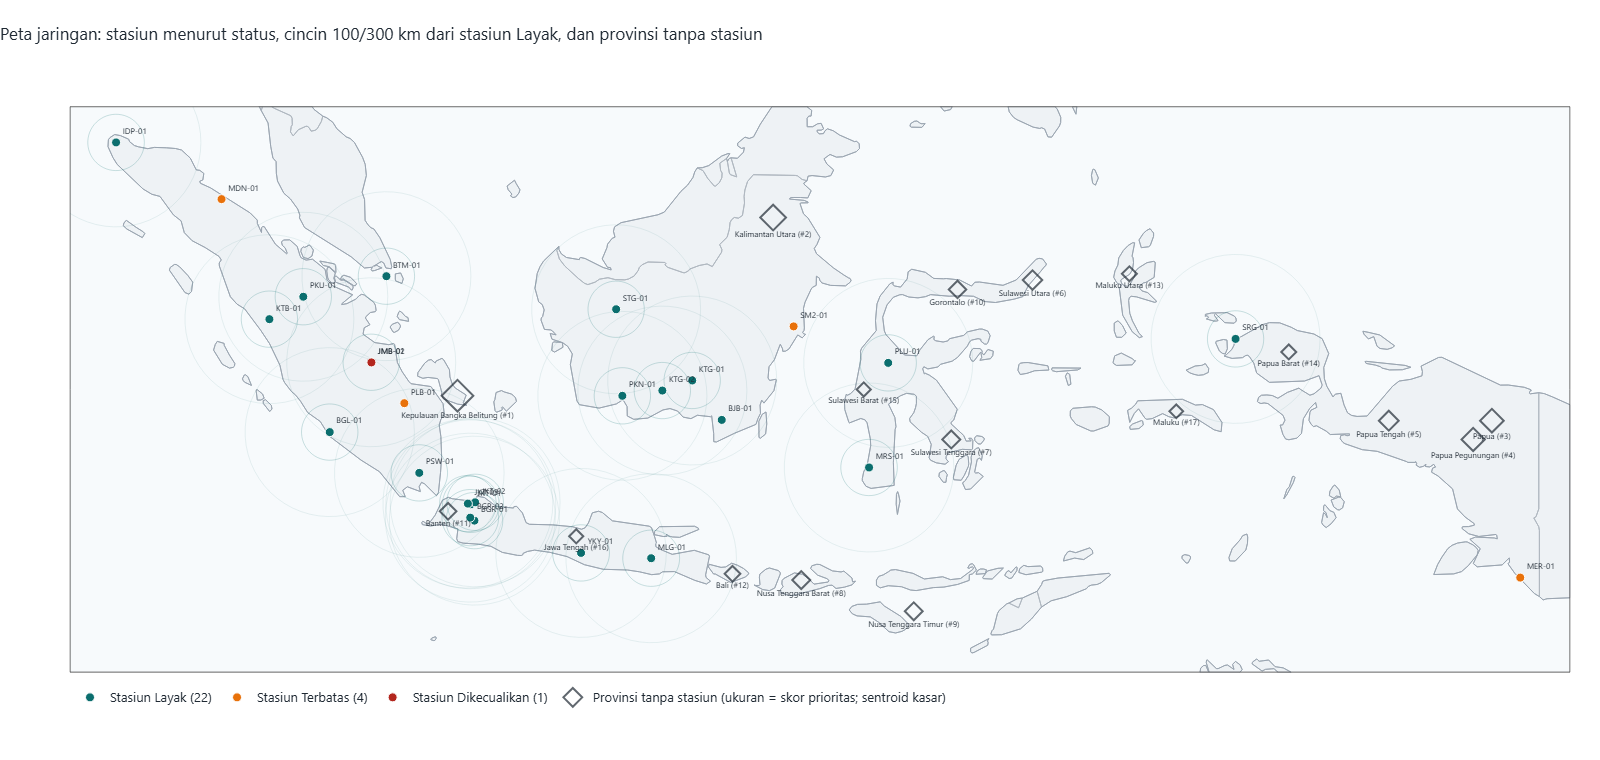 Peta jaringan: stasiun menurut status, cincin 100/300 km dari stasiun Layak, dan provinsi tanpa stasiun
IDP-01
MDN-01
Kalimantan Utara (#2)
BTM-01
PKU-01
KTB-01
STG-01
SM2-01
Gorontalo (#10)
Sulawesi Utara (#6)
Maluku Utara (#13)
SRG-01
Papua Barat (#14)
PLU-01
KTG-01
PKN-01
BJB-01
Sulawesi Barat (#15)
PLB-01
Kepulauan Bangka Belitung (#1)
BGL-01
Maluku (#17)
Papua Tengah (#5)
Papua (#3)
Papua Pegunungan (#4)
Sulawesi Tenggara (#7)
MRS-01
PSW-01
Banten (#11)
Jawa Tengah (#16)
YKY-01
MLG-01
Bali (#12)
Nusa Tenggara Barat (#8)
Nusa Tenggara Timur (#9)
MER-01
Stasiun Layak (22)
Stasiun Terbatas (4)
Stasiun Dikecualikan (1)
Provinsi tanpa stasiun (ukuran = skor prioritas; sentroid kasar)